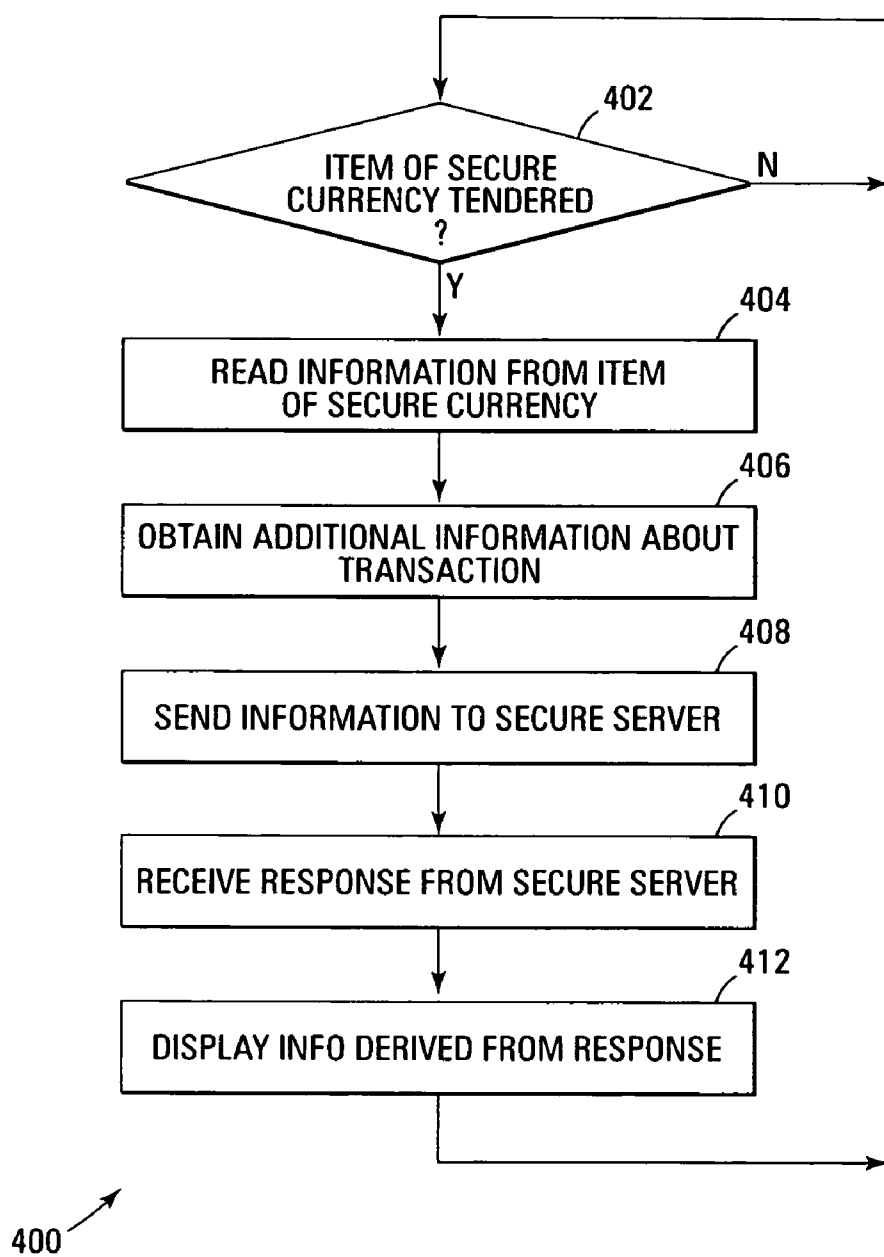 402
ITEM OF SECURE
CURRENCY TENDERED
?
N
Y
404
READ INFORMATION FROM ITEM
OF SECURE CURRENCY
406
OBTAIN ADDITIONAL INFORMATION ABOUT
TRANSACTION
408
SEND INFORMATION TO SECURE SERVER
410
RECEIVE RESPONSE FROM SECURE SERVER
412
DISPLAY INFO DERIVED FROM RESPONSE
400